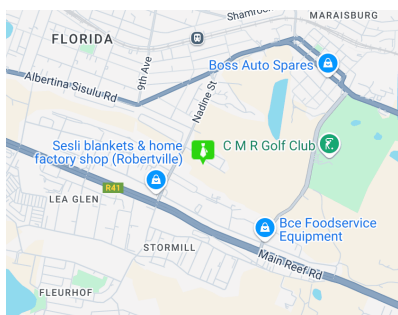 Shamrock
MARAISBURG
FLORIDA
9th Ave
Boss Auto Spares
Albertina Sisulu Rd
Nadine St
Sesli blankets & home
factory shop (Robertville)
C M R Golf Club
R41
LEA GLEN
Bce Foodservice
Equipment
STORMILL
Main Reef Rd
FLEURHOF